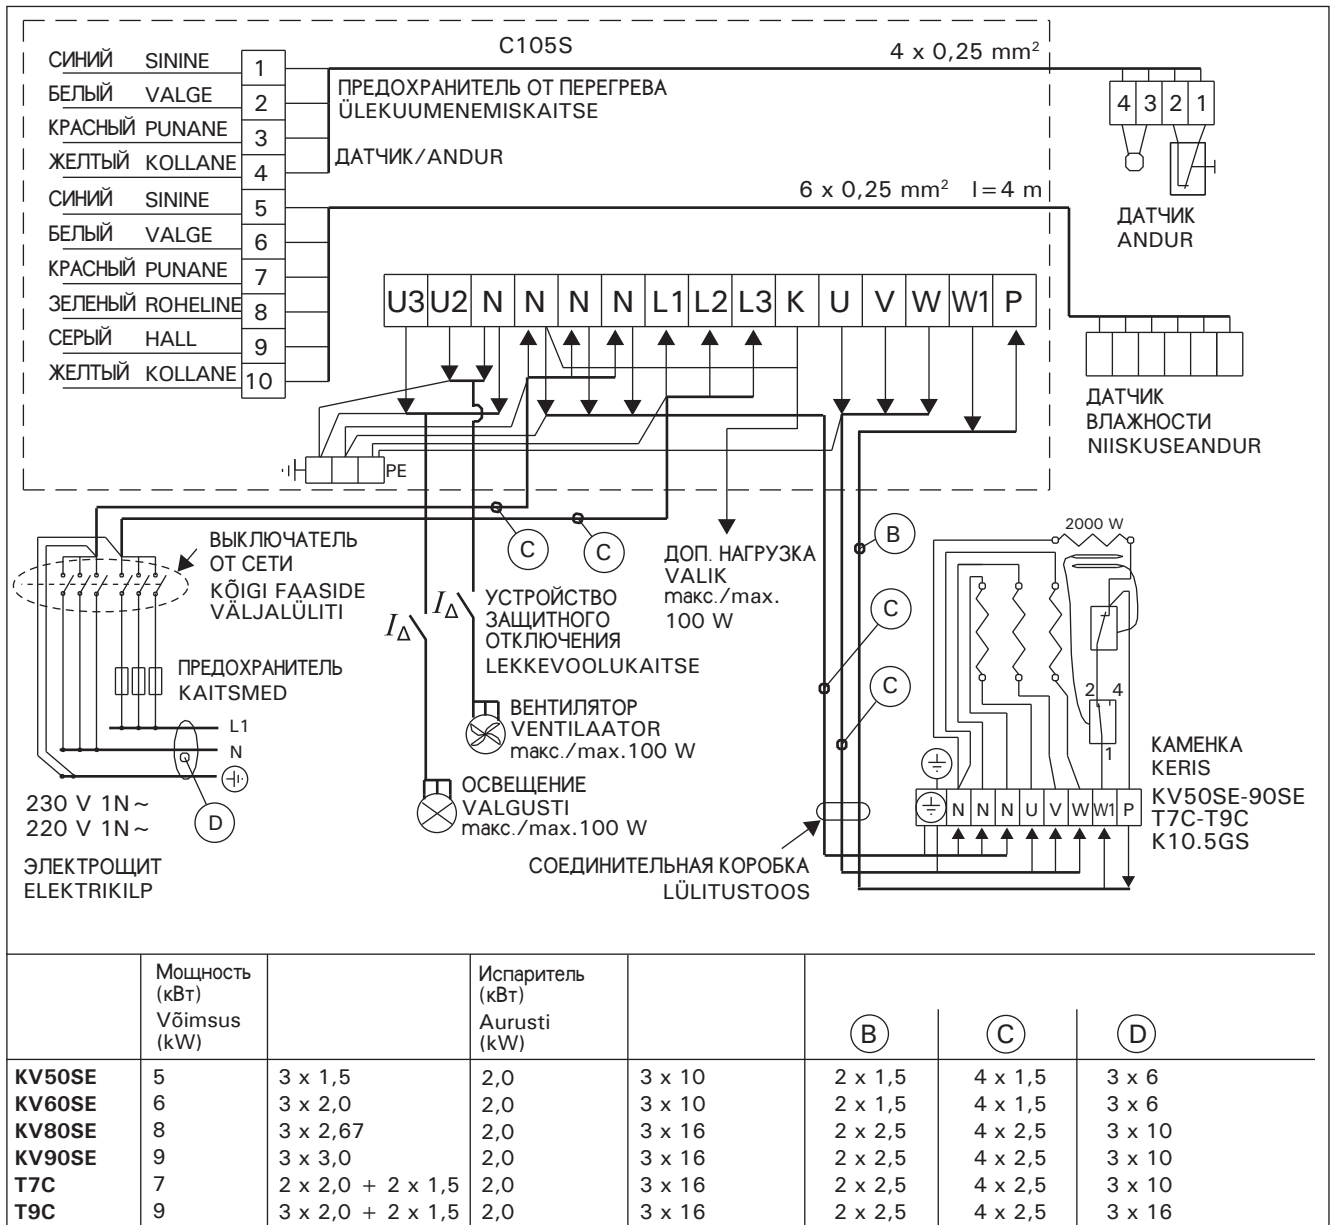 C105S
4 x 0,25 mm²
СИНИЙ SININE 1
БЕЛЫЙ VALGE 2
КРАСНЫЙ PUNANE 3
ЖЕЛТЫЙ KOLLANE 4
СИНИЙ SININE 5
БЕЛЫЙ VALGE 6
КРАСНЫЙ PUNANE 7
ЗЕЛЕНЫЙ ROHELINE 8
СЕРЫЙ HALL 9
ЖЕЛТЫЙ KOLLANE 10
ПРЕДОХРАНИТЕЛЬ ОТ ПЕРЕГРЕВА
ÜLEKUUMENEMISKAITSE
ДАТЧИК/ANDUR
4 3 2 1
ДАТЧИК
ANDUR
6 x 0,25 mm² l=4 m
U3 U2 N N N N L1 L2 L3 K U V W W1 P
ДАТЧИК
ВЛАЖНОСТИ
NIISKUSEANDUR
PE
ВЫКЛЮЧАТЕЛЬ
ОТ СЕТИ
KÕIGI FAASIDE
VÄLJALÜLITI
C
C
ДОП. НАГРУЗКА
VALIK
макс./max.
100 W
B
C
C
2000 W
I∆
I∆
УСТРОЙСТВО
ЗАЩИТНОГО
ОТКЛЮЧЕНИЯ
LEKKEVOOLUKAITSE
ПРЕДОХРАНИТЕЛЬ
KAITSMED
L1
N
D
230 V 1N~
220 V 1N~
ЭЛЕКТРОЩИТ
ELEKTRIKILP
ВЕНТИЛЯТОР
VENTILAATOR
макс./max.100 W
ОСВЕЩЕНИЕ
VALGUSTI
макс./max.100 W
СОЕДИНИТЕЛЬНАЯ КОРОБКА
LÜLITUSTOOS
2 4
1
N N N U V W W1 P
КАМЕНКА
KERIS
KV50SE-90SE
T7C-T9C
K10.5GS
Мощность
(кВт)
Võimsus
(kW)
Испаритель
(кВт)
Aurusti
(kW)
B C D
KV50SE 5 3 x 1,5 2,0 3 x 10 2 x 1,5 4 x 1,5 3 x 6
KV60SE 6 3 x 2,0 2,0 3 x 10 2 x 1,5 4 x 1,5 3 x 6
KV80SE 8 3 x 2,67 2,0 3 x 16 2 x 2,5 4 x 2,5 3 x 10
KV90SE 9 3 x 3,0 2,0 3 x 16 2 x 2,5 4 x 2,5 3 x 10
T7C 7 2 x 2,0 + 2 x 1,5 2,0 3 x 16 2 x 2,5 4 x 2,5 3 x 10
T9C 9 3 x 2,0 + 2 x 1,5 2,0 3 x 16 2 x 2,5 4 x 2,5 3 x 16